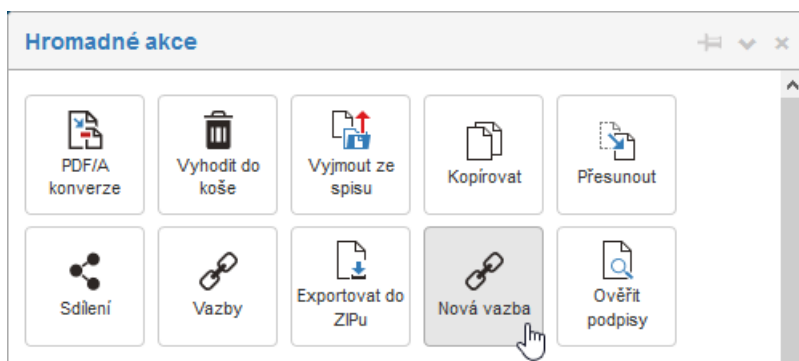 Hromadné akce
PDF/A
konverze
Vyhodit do
koše
Vyjmout ze
spisu
Kopírovat
Přesunout
Sdílení
Vazby
Exportovat do
ZIPu
Nová vazba
Ověřit
podpisy